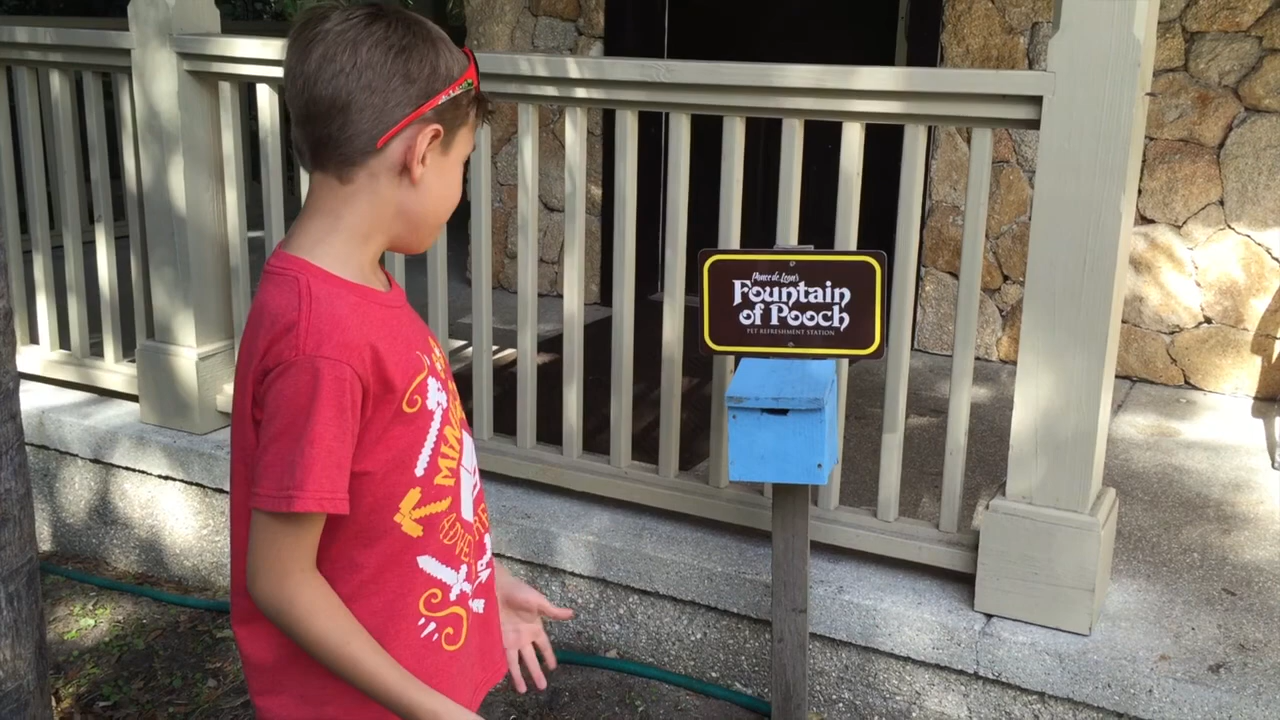 Ponce de Leon's
Fountain
of Pooch
PET REFRESHMENT STATION